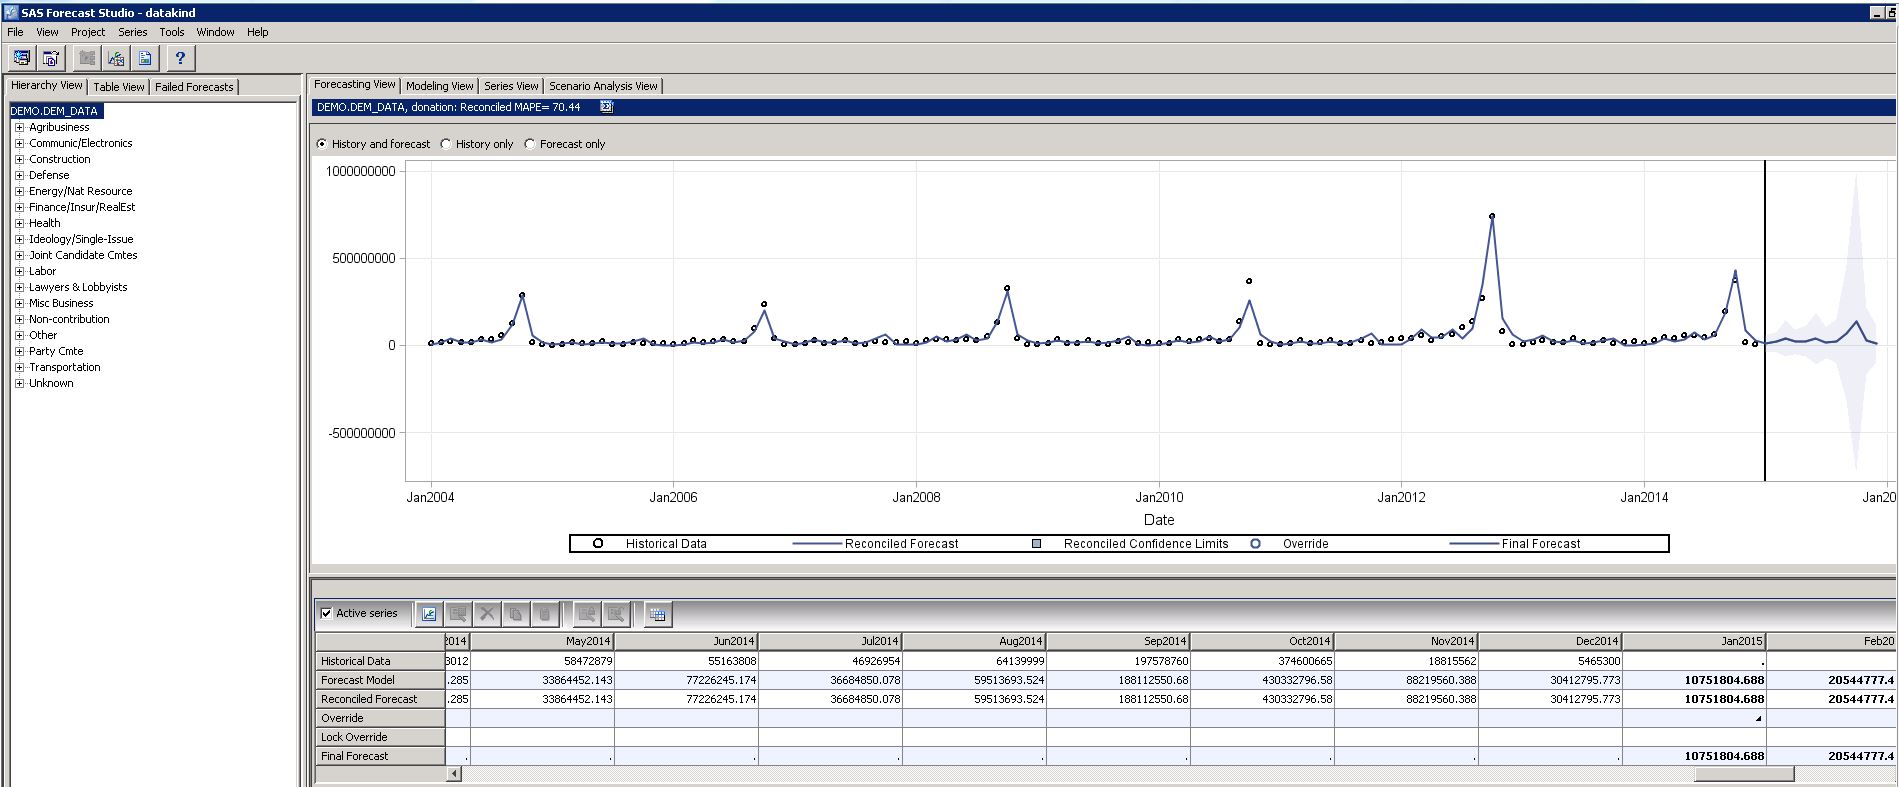 SAS Forecast Studio - datakind
File View Project Series Tools Window Help
Hierarchy View Table View Failed Forecasts
DEMO.DEM_DATA
Agribusiness
Communic/Electronics
Construction
Defense
Energy/Nat Resource
Finance/Insur/RealEst
Health
Ideology/Single-Issue
Joint Candidate Cmtes
Labor
Lawyers & Lobbyists
Misc Business
Non-contribution
Other
Party Cmte
Transportation
Unknown
Forecasting View Modeling View Series View Scenario Analysis View
DEMO.DEM_DATA, donation: Reconciled MAPE= 70.44
History and forecast History only Forecast only
1000000000
500000000
0
-500000000
Jan2004 Jan2006 Jan2008 Jan2010 Jan2012 Jan2014 Jan20
Date
Historical Data Reconciled Forecast Reconciled Confidence Limits Override Final Forecast
Active series
2014 May2014 Jun2014 Jul2014 Aug2014 Sep2014 Oct2014 Nov2014 Dec2014 Jan2015 Feb20
Historical Data 3012 58472879 55163808 46926954 64139999 197578760 374600665 18815562 5465300 .
Forecast Model .285 33864452.143 77226245.174 36684850.078 59513693.524 188112550.68 430332796.58 88219560.388 30412795.773 10751804.688 20544777.4
Reconciled Forecast .285 33864452.143 77226245.174 36684850.078 59513693.524 188112550.68 430332796.58 88219560.388 30412795.773 10751804.688 20544777.4
Override
Lock Override
Final Forecast . . . . . . . . . 10751804.688 20544777.4